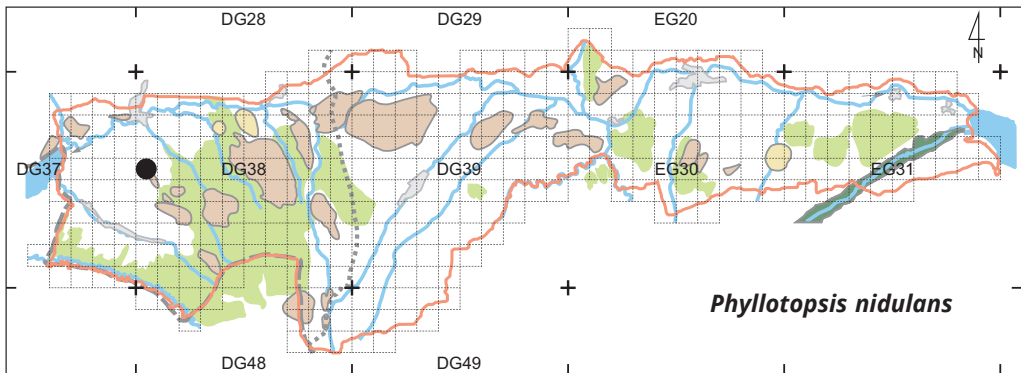 DG28 DG29 EG20
N
DG37 DG38 DG39 EG30 EG31
Phyllotopsis nidulans
DG48 DG49